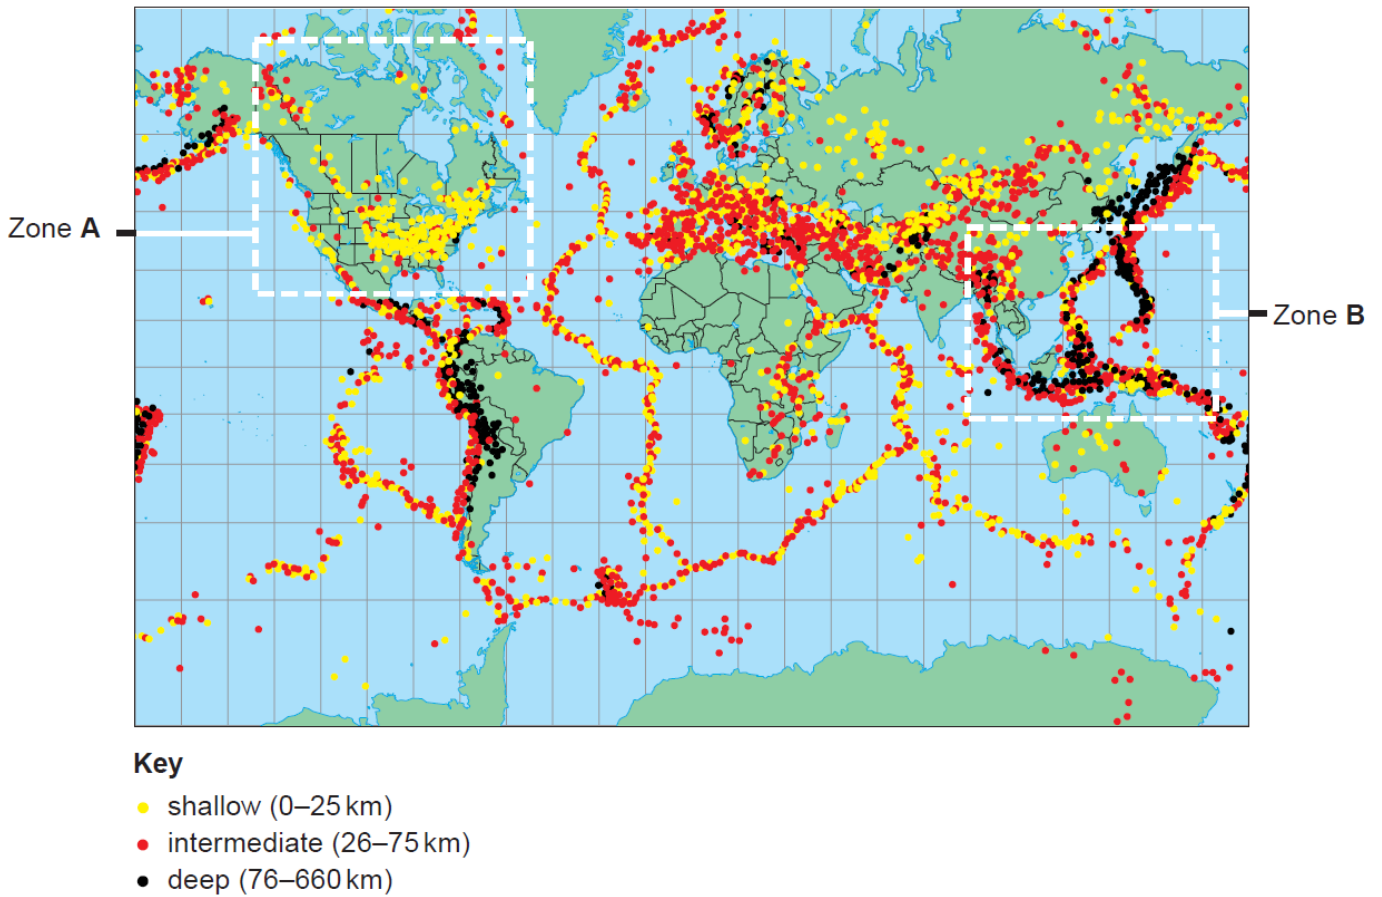 Zone A
Zone B
Key
shallow (0–25 km)
intermediate (26–75 km)
deep (76–660 km)